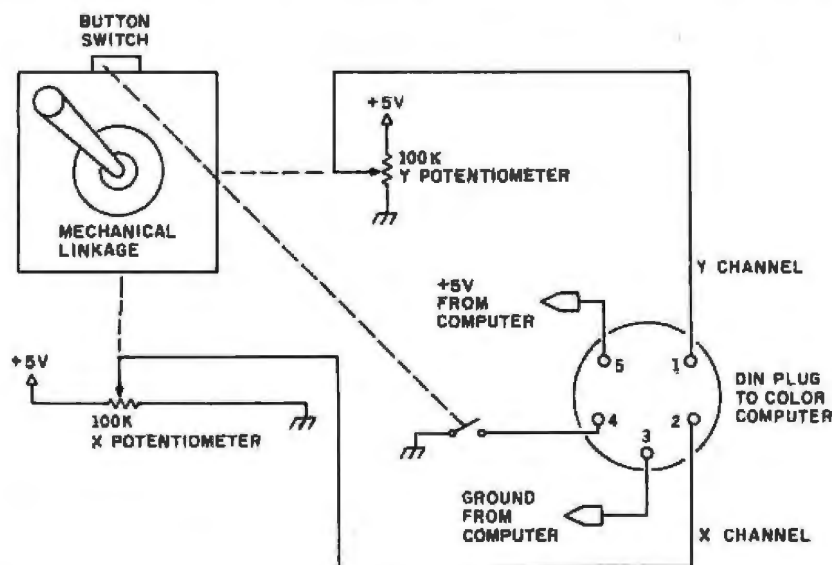 BUTTON
SWITCH
+5V
100K
Y POTENTIOMETER
MECHANICAL
LINKAGE
Y CHANNEL
+5V
FROM
COMPUTER
+5V
5
1
DIN PLUG
TO COLOR
COMPUTER
4
2
3
100K
X POTENTIOMETER
GROUND
FROM
COMPUTER
X CHANNEL